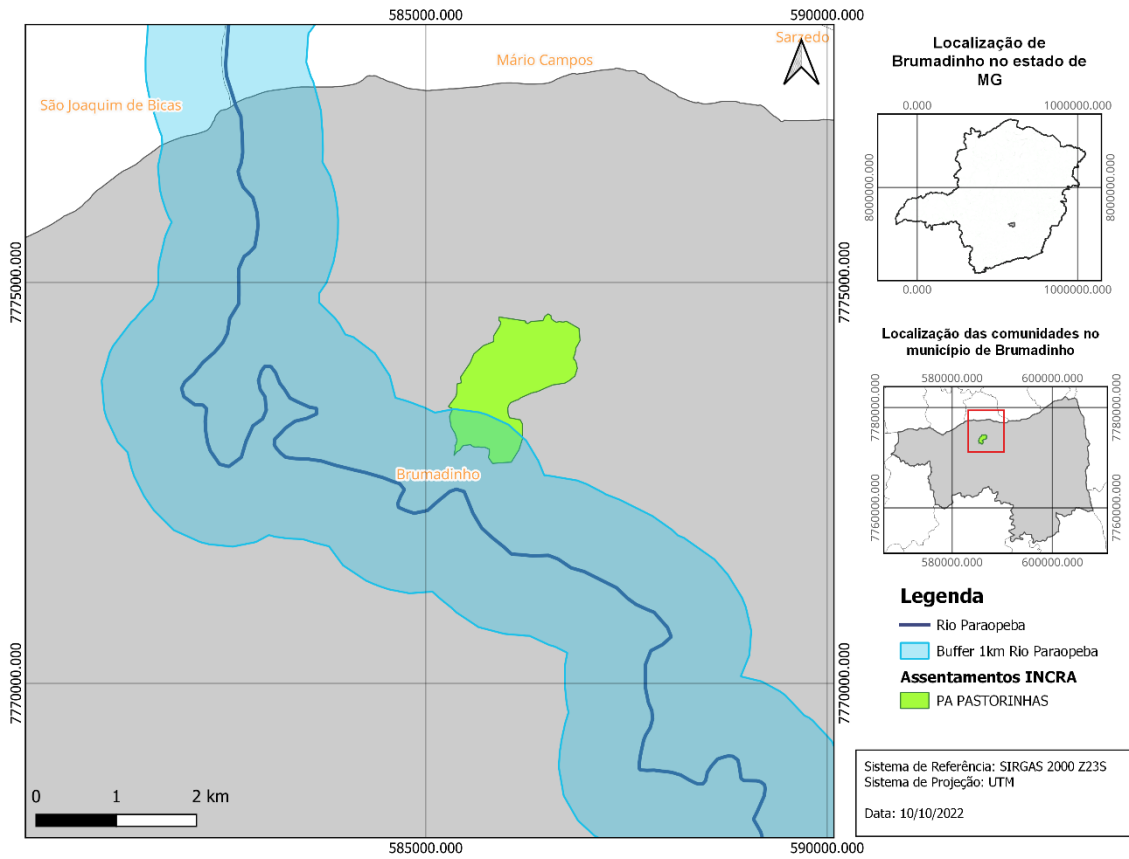 585000.000
590000.000
Sarzedo
Mário Campos
São Joaquim de Bicas
7775000.000
7775000.000
Brumadinho
7770000.000
7770000.000
0 1 2 km
585000.000
590000.000
Localização de
Brumadinho no estado de
MG
0.000
1000000.000
8000000.000
8000000.000
0.000
1000000.000
Localização das comunidades no
município de Brumadinho
580000.000
600000.000
7780000.000
7780000.000
7760000.000
7760000.000
580000.000
600000.000
Legenda
Rio Paraopeba
Buffer 1km Rio Paraopeba
Assentamentos INCRA
PA PASTORINHAS
Sistema de Referência: SIRGAS 2000 Z23S
Sistema de Projeção: UTM
Data: 10/10/2022